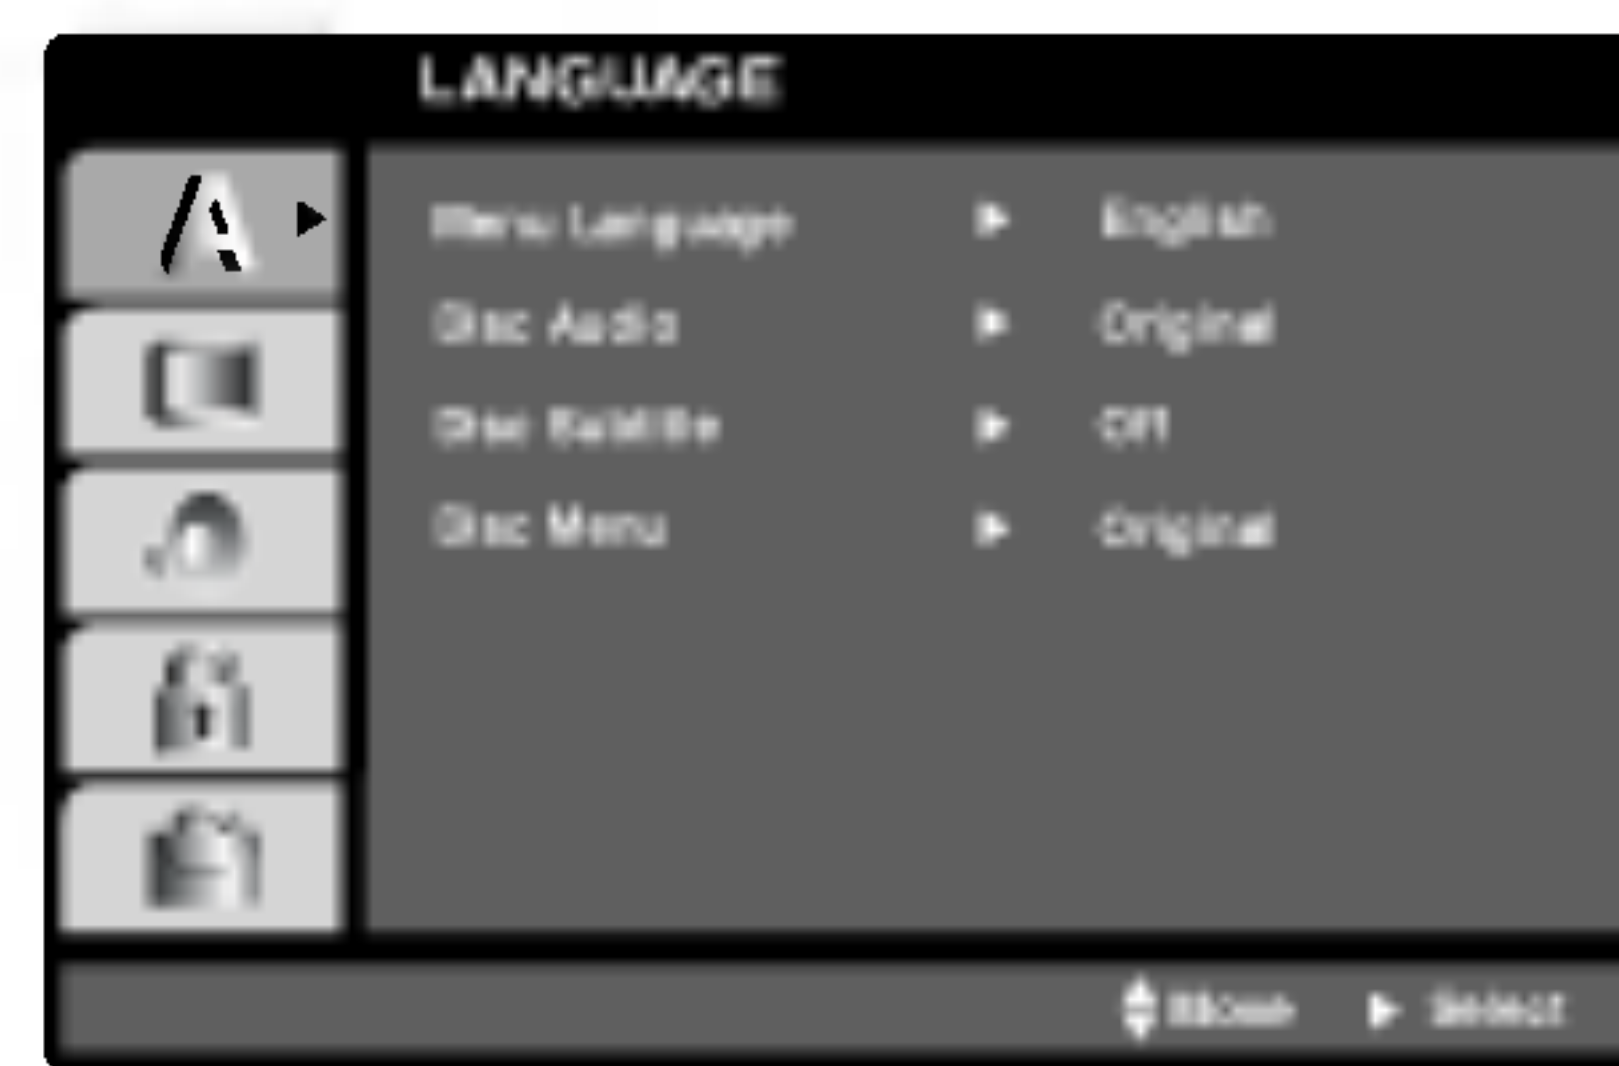 LANGUAGE
Menu Language ► English
Disc Audio ► Original
Disc Subtitle ► Off
Disc Menu ► Original
Move ► Select